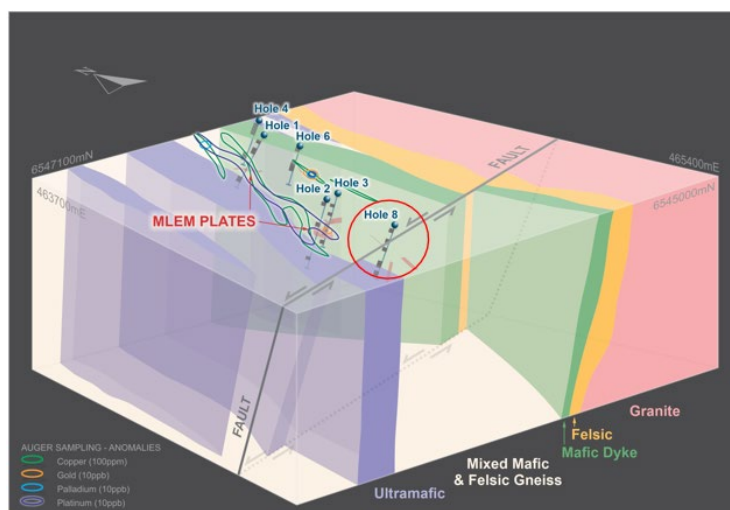 Hole 4
Hole 1
Hole 6
Hole 3
Hole 2
Hole 8
FAULT
6547100mN
463700mE
465400mE
6545000mN
MLEM PLATES
FAULT
Granite
Felsic
Mafic Dyke
Mixed Mafic
& Felsic Gneiss
Ultramafic
AUGER SAMPLING - ANOMALIES
Copper (100ppm)
Gold (10ppb)
Palladium (10ppb)
Platinum (10ppb)